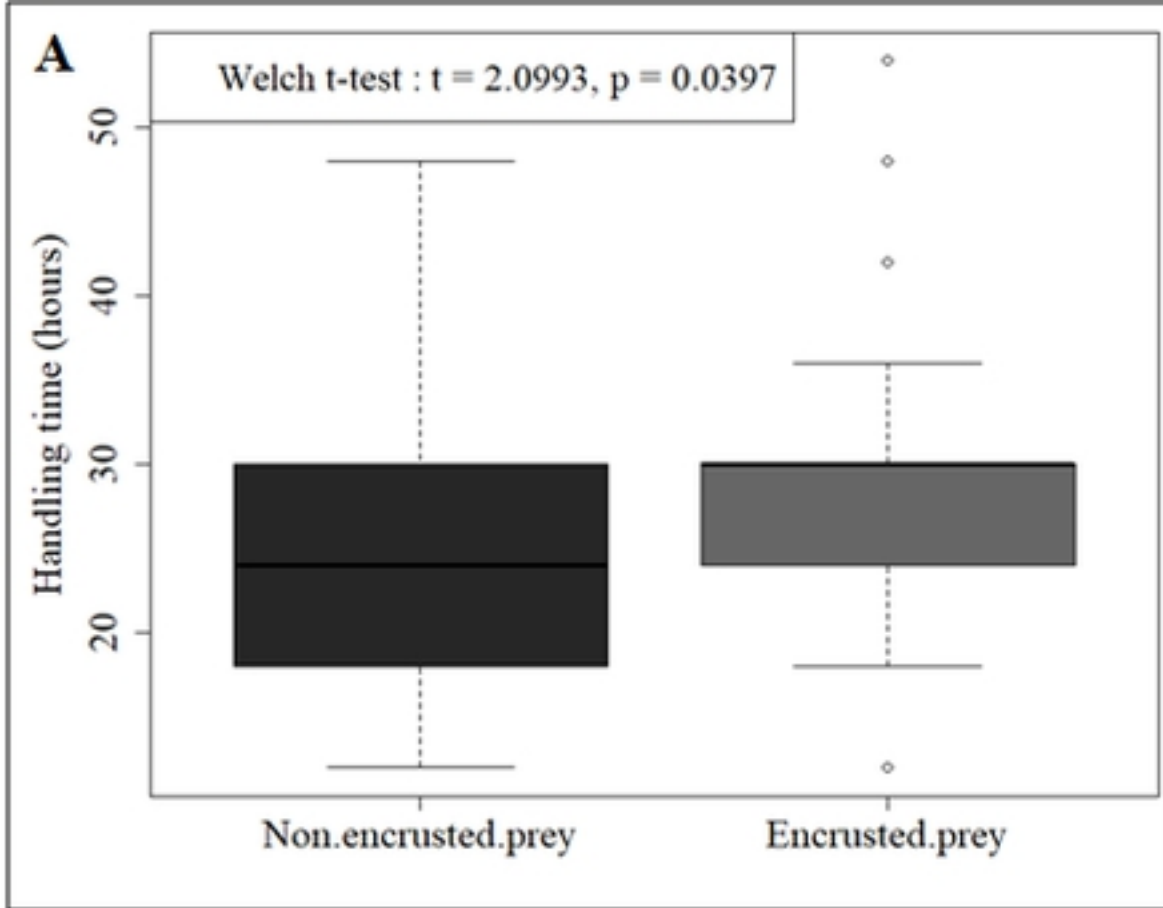 A
Welch t-test : t = 2.0993, p = 0.0397
50
40
30
20
Handling time (hours)
Non.encrusted.prey
Encrusted.prey